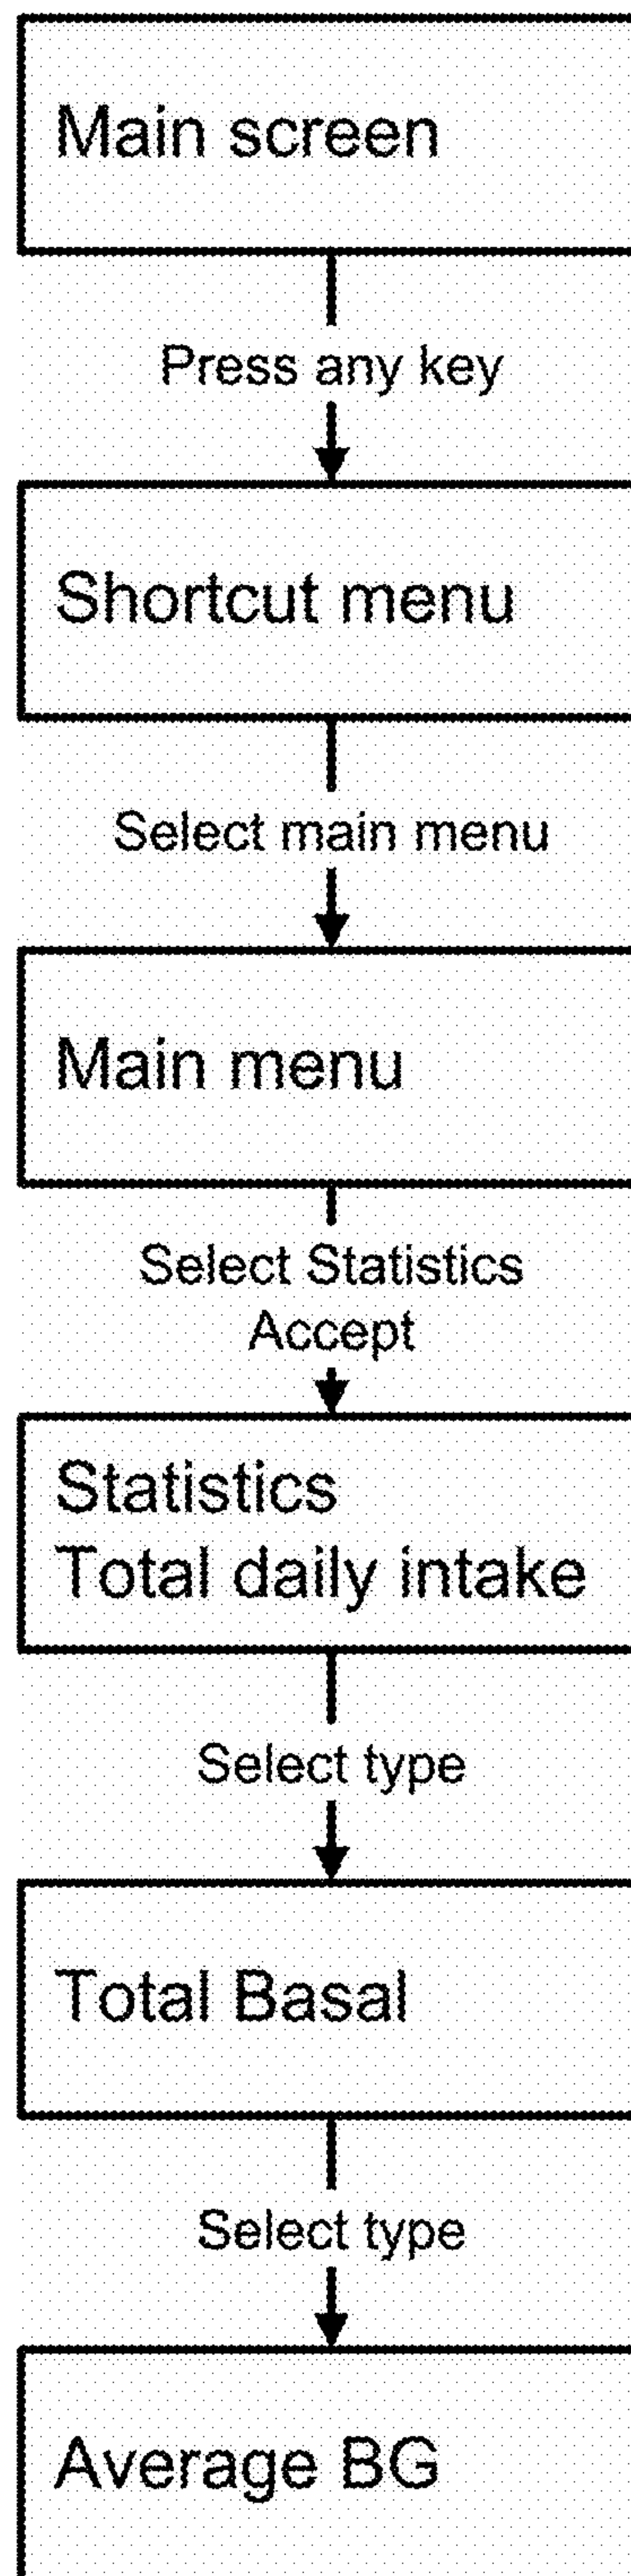 Main screen
Press any key
Shortcut menu
Select main menu
Main menu
Select Statistics
Accept
Statistics
Total daily intake
Select type
Total Basal
Select type
Average BG